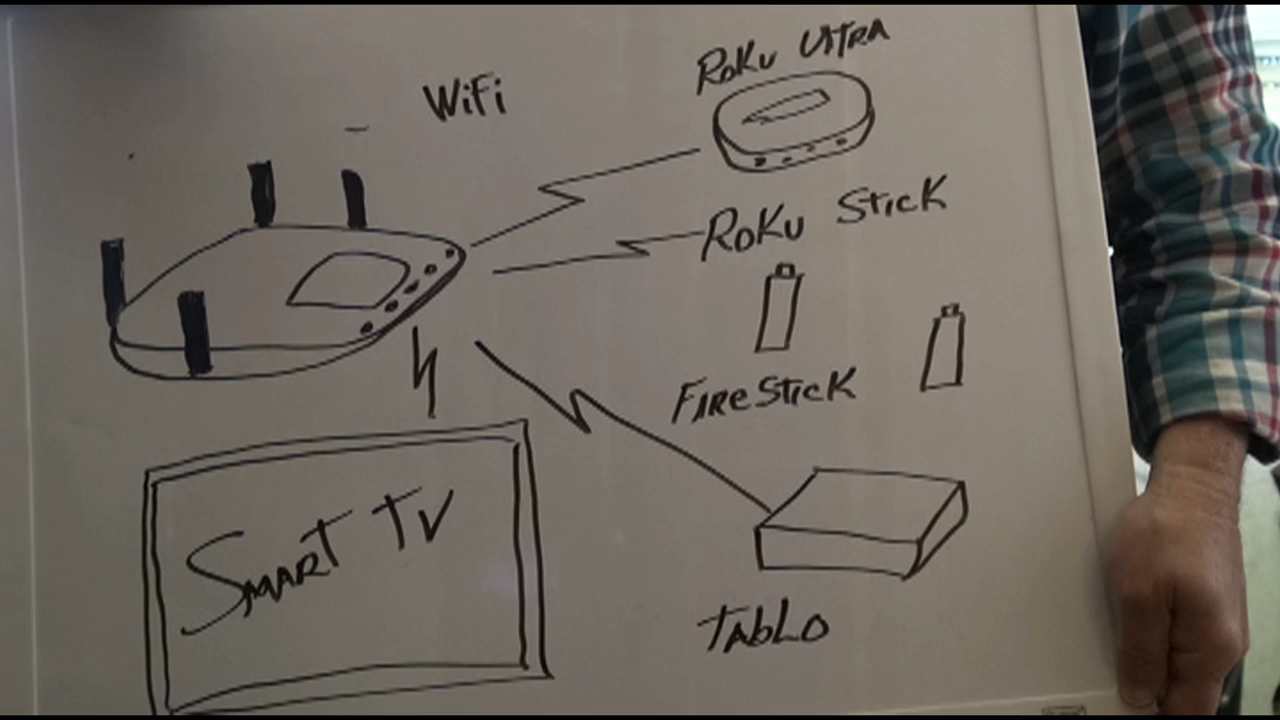 WiFi
Roku Ultra
Roku Stick
FireStick
Smart TV
Tablo